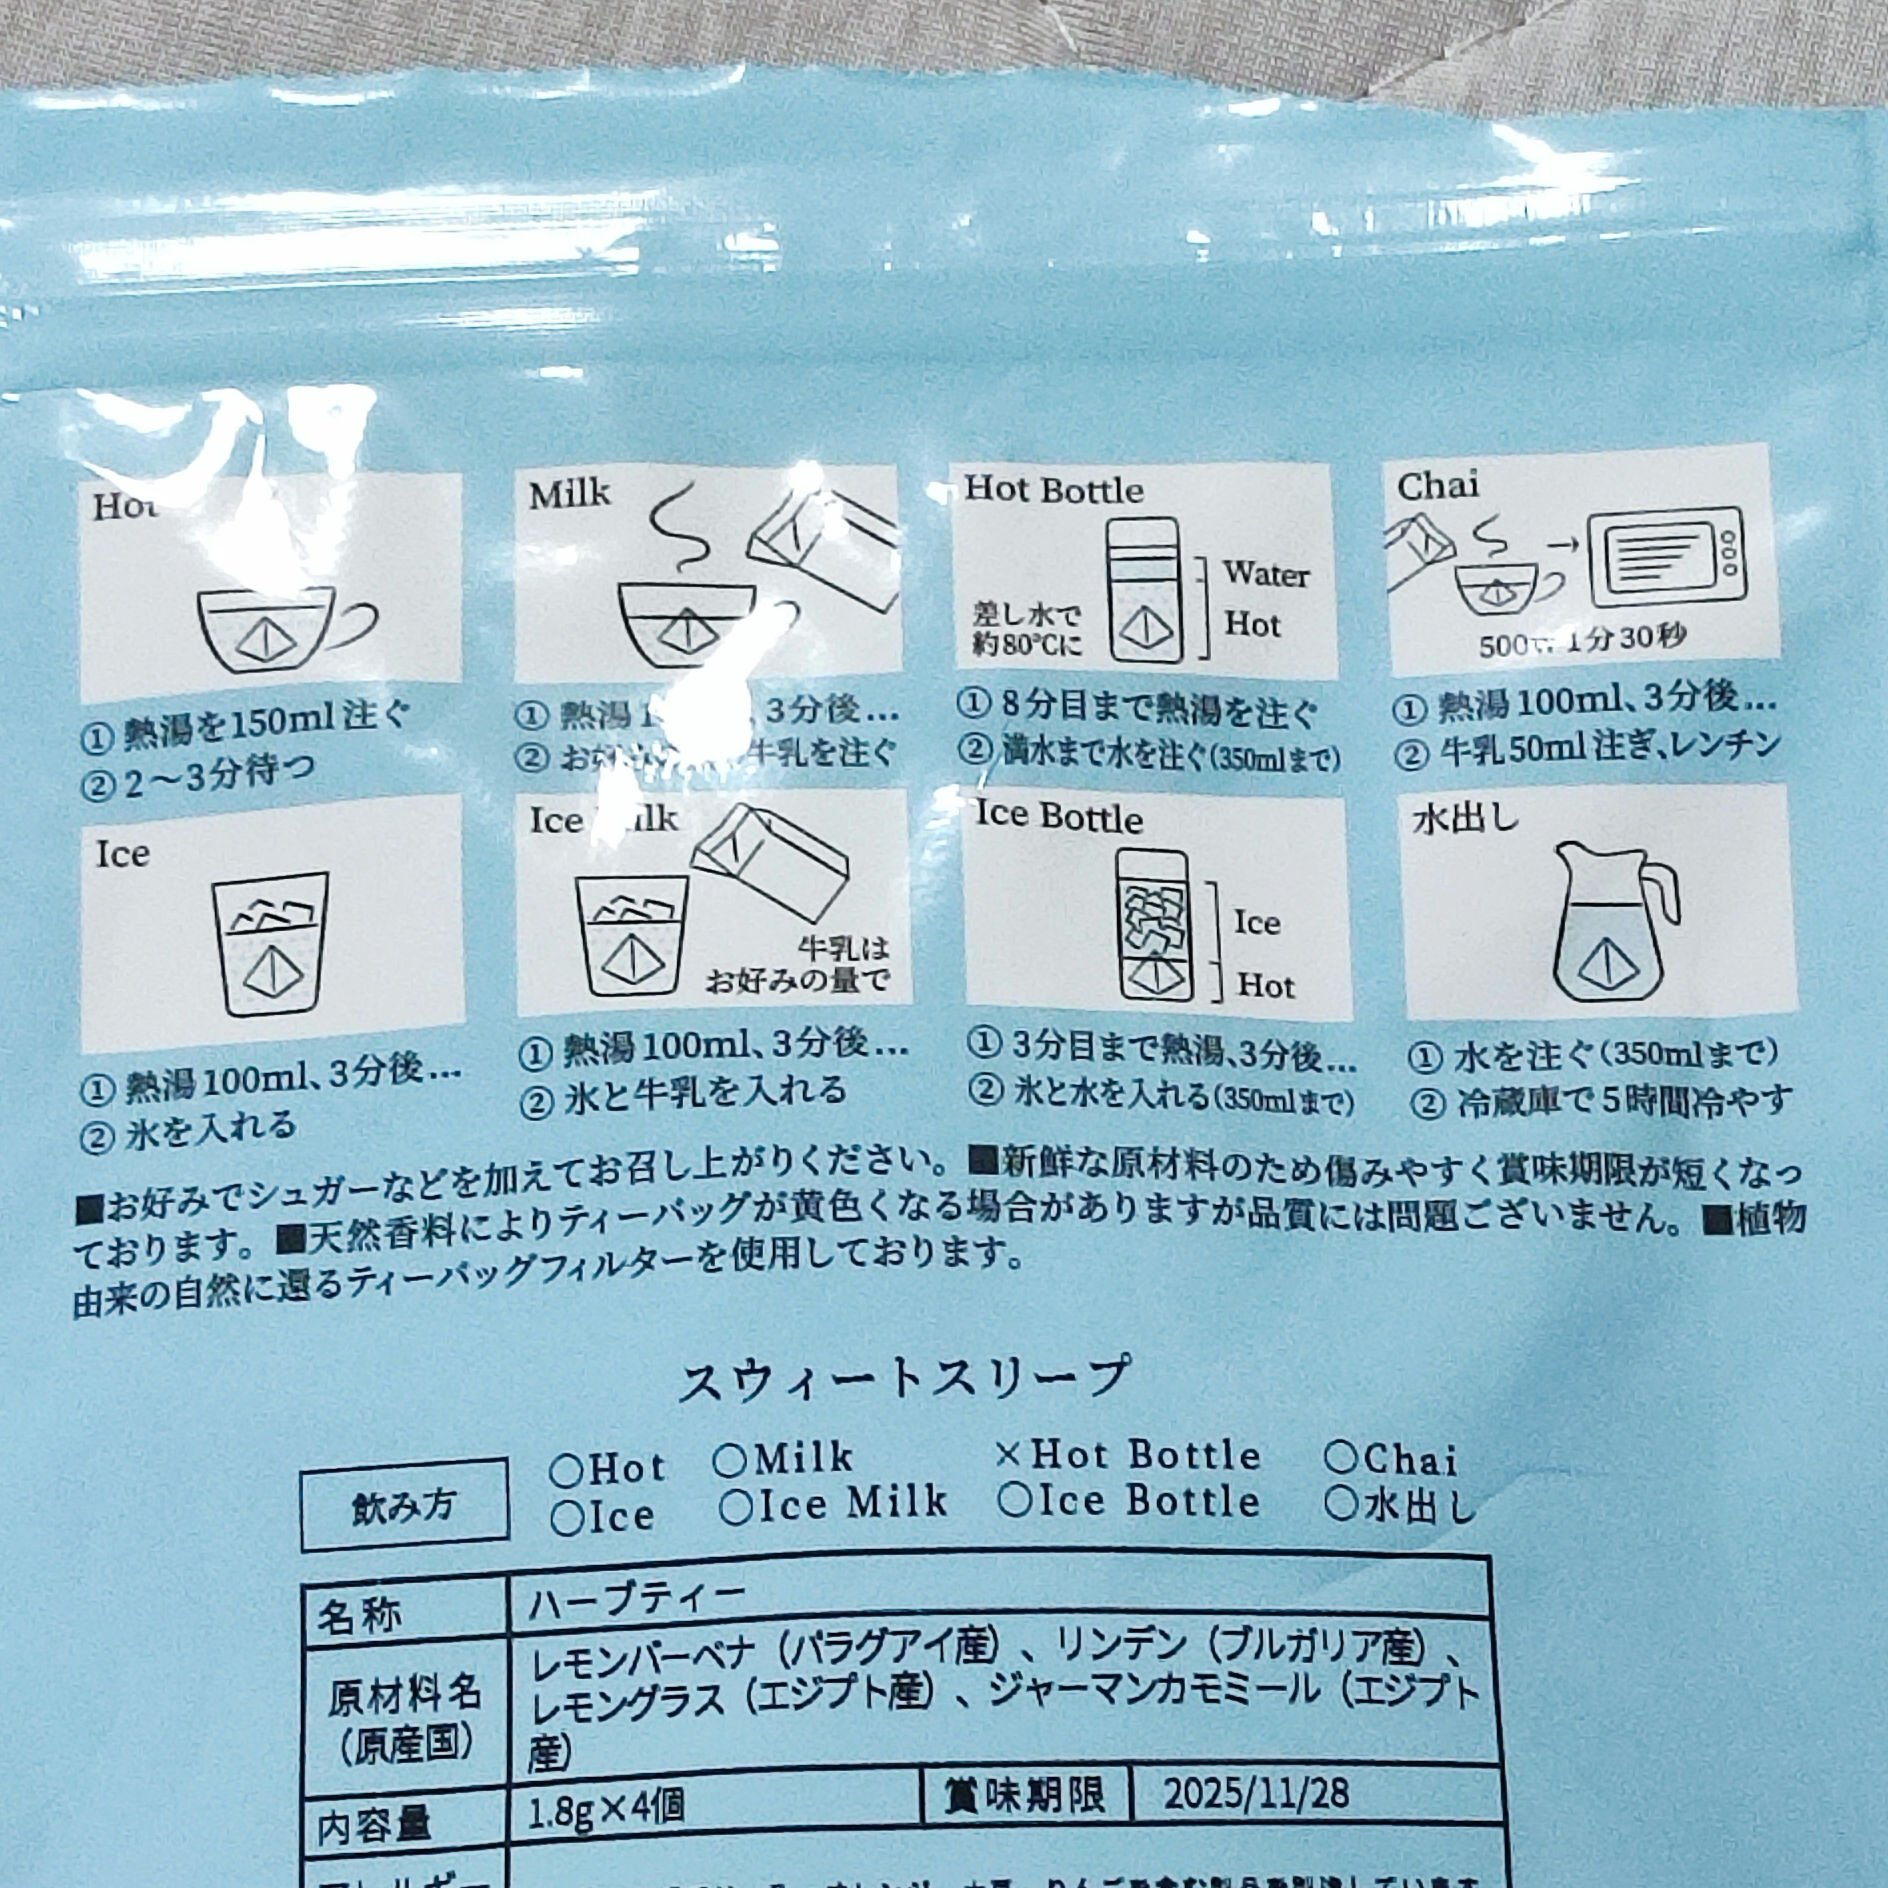 Hot
Milk
Hot Bottle
Water
Hot
差し水で
約80℃に
Chai
500w 1分30秒
① 熱湯を150ml注ぐ
② 2〜3分待つ
① 熱湯 3分後…
② 牛乳を注ぐ
① 8分目まで熱湯を注ぐ
② 満水まで水を注ぐ(350mlまで)
① 熱湯100ml、3分後…
② 牛乳50ml注ぎ、レンチン
Ice
Ice Milk
牛乳は
お好みの量で
Ice Bottle
Ice
Hot
水出し
① 熱湯100ml、3分後…
② 氷を入れる
① 熱湯100ml、3分後…
② 氷と牛乳を入れる
① 3分目まで熱湯、3分後…
② 氷と水を入れる(350mlまで)
① 水を注ぐ(350mlまで)
② 冷蔵庫で5時間冷やす
■お好みでシュガーなどを加えてお召し上がりください。■新鮮な原材料のため傷みやすく賞味期限が短くなっ
ております。■天然香料によりティーバッグが黄色くなる場合がありますが品質には問題ございません。■植物
由来の自然に還るティーバッグフィルターを使用しております。
スウィートスリープ
飲み方
○Hot ○Milk ×Hot Bottle ○Chai
○Ice ○Ice Milk ○Ice Bottle ○水出し
名称 ハーブティー
原材料名
(原産国)
レモンバーベナ（パラグアイ産）、リンデン（ブルガリア産）、
レモングラス（エジプト産）、ジャーマンカモミール（エジプト
産）
内容量 1.8g×4個 賞味期限 2025/11/28